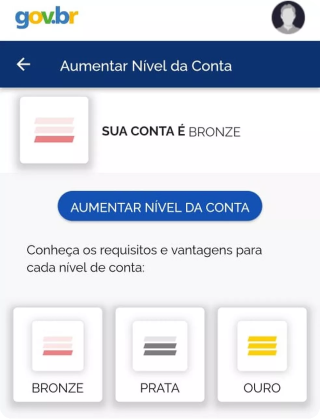 gov.br
Aumentar Nível da Conta
SUA CONTA É BRONZE
AUMENTAR NÍVEL DA CONTA
Conheça os requisitos e vantagens para
cada nível de conta:
BRONZE PRATA OURO